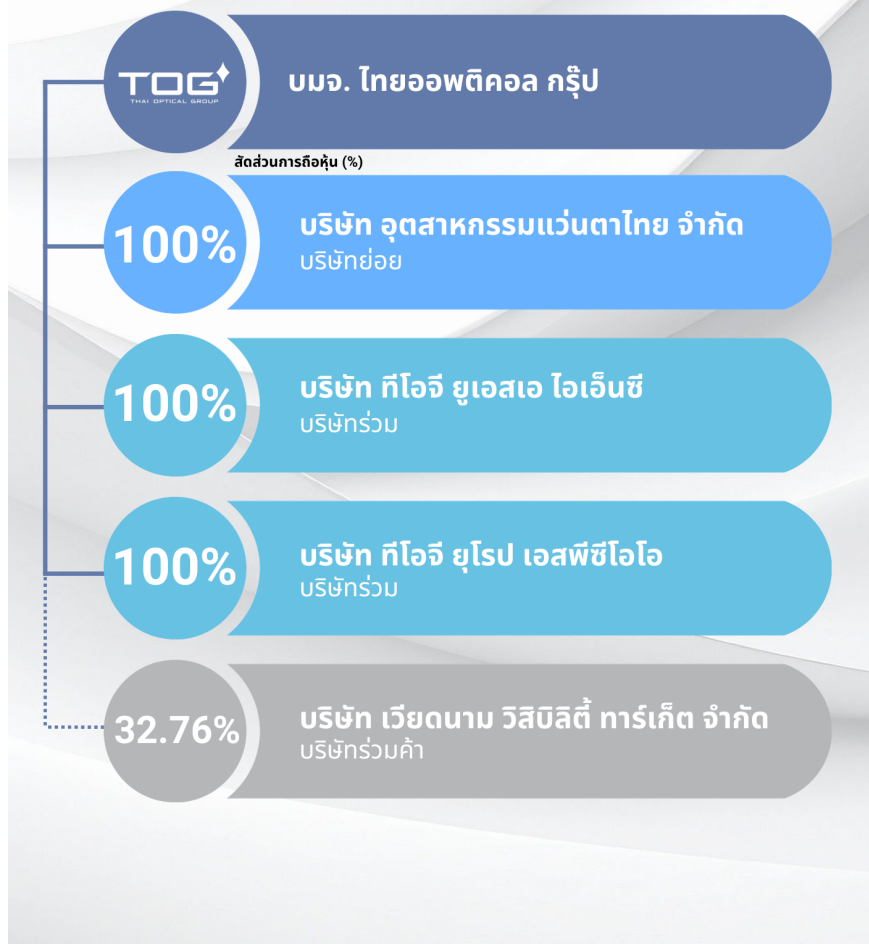 TOG
THAI OPTICAL GROUP
บมจ. ไทยออพติคอล กรุ๊ป
สัดส่วนการถือหุ้น (%)
100%
บริษัท อุตสาหกรรมแว่นตาไทย จำกัด
บริษัทย่อย
100%
บริษัท ทีโอจี ยูเอสเอ ไอเอ็นซี
บริษัทร่วม
100%
บริษัท ทีโอจี ยุโรป เอสพีซีโอโอ
บริษัทร่วม
32.76%
บริษัท เวียดนาม วิสิบิลิตี้ ทาร์เก็ต จำกัด
บริษัทร่วมค้า